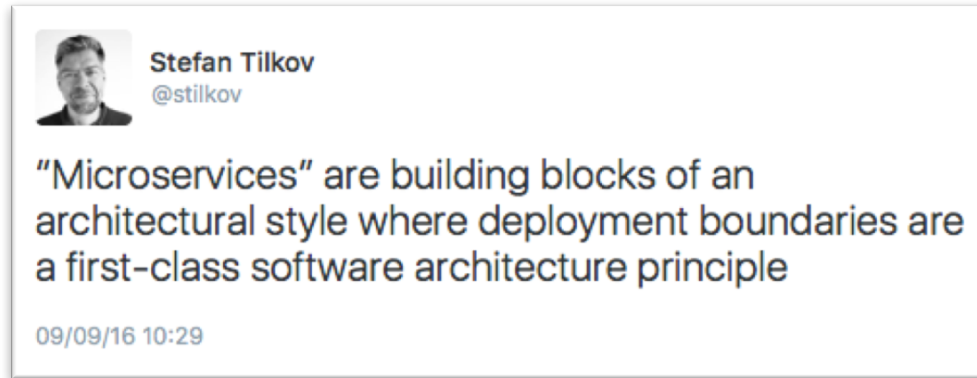 Stefan Tilkov
@stilkov
“Microservices” are building blocks of an
architectural style where deployment boundaries are
a first-class software architecture principle
09/09/16 10:29